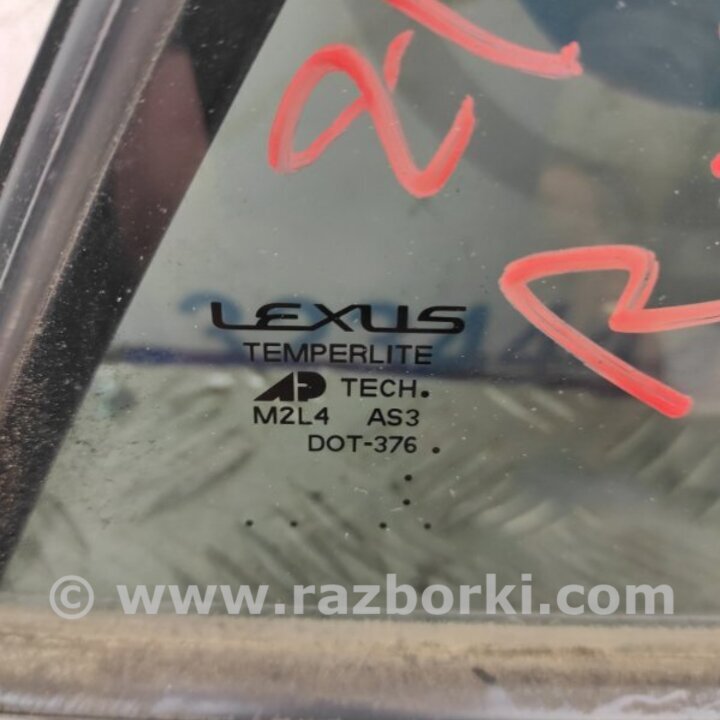 LEXUS
TEMPERLITE
AP TECH.
M2L4 AS3
DOT-376 .
© www.razborki.com